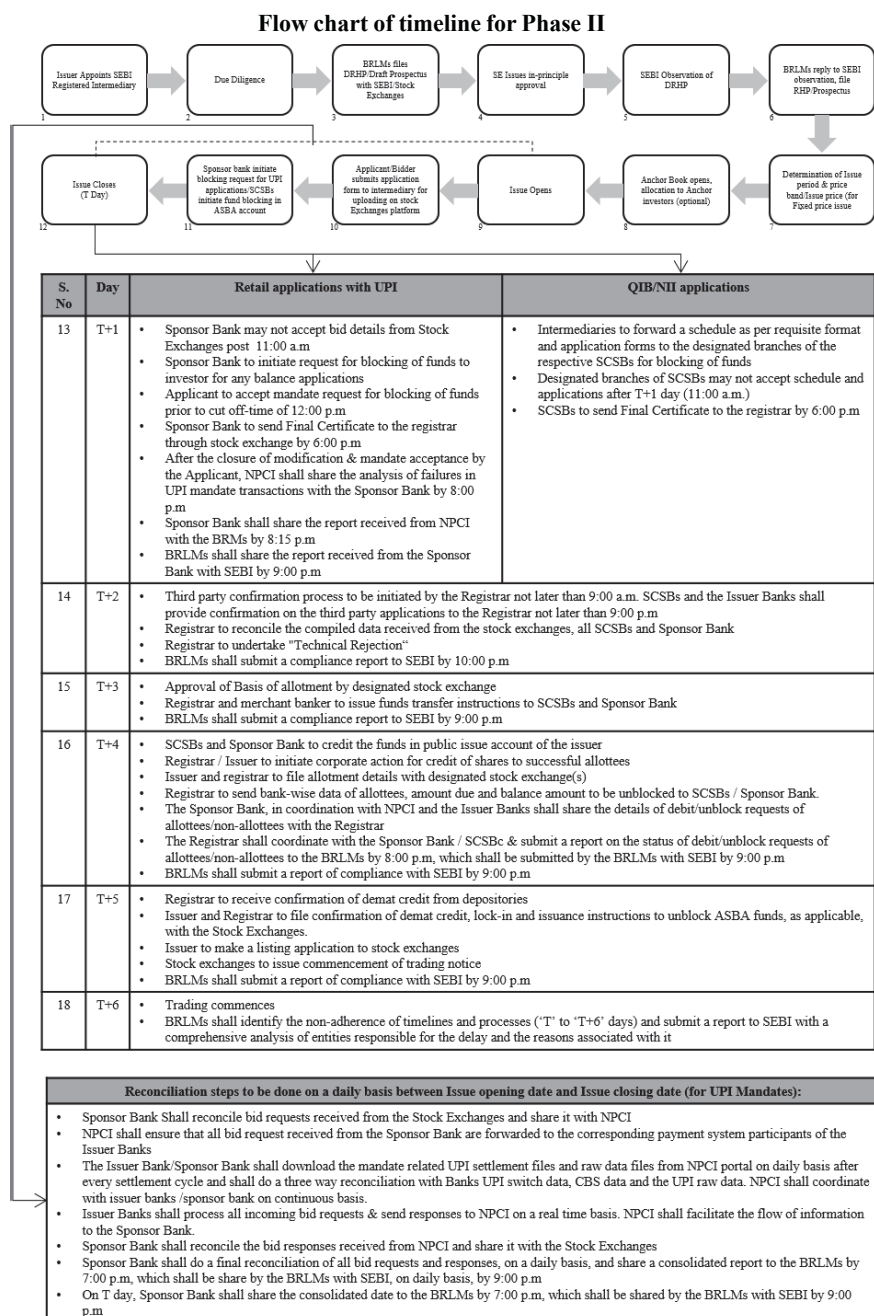 Flow chart of timeline for Phase II
Issuer Appoints SEBI
Registered Intermediary
1
Due Diligence
2
BRLMs files
DRHP/Draft Prospectus
with SEBI/Stock
Exchanges
3
SE Issues in-principle
approval
4
SEBI Observation of
DRHP
5
BRLMs reply to SEBI
observation, file
RHP/Prospectus
6
Issue Closes
(T Day)
12
Sponsor bank initiate
blocking request for UPI
applications/SCSBs
initiate fund blocking in
ASBA account
11
Applicant/Bidder
submits application
form to intermediary for
uploading on stock
Exchanges platform
10
Issue Opens
9
Anchor Book opens,
allocation to Anchor
investors (optional)
8
Determination of Issue
period & price
band/Issue price (for
Fixed price issue
7
S. No Day Retail applications with UPI QIB/NII applications
13 T+1
• Sponsor Bank may not accept bid details from Stock
Exchanges post 11:00 a.m
• Sponsor Bank to initiate request for blocking of funds to
investor for any balance applications
• Applicant to accept mandate request for blocking of funds
prior to cut off-time of 12:00 p.m
• Sponsor Bank to send Final Certificate to the registrar
through stock exchange by 6:00 p.m
• After the closure of modification & mandate acceptance by
the Applicant, NPCI shall share the analysis of failures in
UPI mandate transactions with the Sponsor Bank by 8:00
p.m
• Sponsor Bank shall share the report received from NPCI
with the BRMs by 8:15 p.m
• BRLMs shall share the report received from the Sponsor
Bank with SEBI by 9:00 p.m
• Intermediaries to forward a schedule as per requisite format
and application forms to the designated branches of the
respective SCSBs for blocking of funds
• Designated branches of SCSBs may not accept schedule and
applications after T+1 day (11:00 a.m.)
• SCSBs to send Final Certificate to the registrar by 6:00 p.m
14 T+2
• Third party confirmation process to be initiated by the Registrar not later than 9:00 a.m. SCSBs and the Issuer Banks shall
provide confirmation on the third party applications to the Registrar not later than 9:00 p.m
• Registrar to reconcile the compiled data received from the stock exchanges, all SCSBs and Sponsor Bank
• Registrar to undertake "Technical Rejection“
• BRLMs shall submit a compliance report to SEBI by 10:00 p.m
15 T+3
• Approval of Basis of allotment by designated stock exchange
• Registrar and merchant banker to issue funds transfer instructions to SCSBs and Sponsor Bank
• BRLMs shall submit a compliance report to SEBI by 9:00 p.m
16 T+4
• SCSBs and Sponsor Bank to credit the funds in public issue account of the issuer
• Registrar / Issuer to initiate corporate action for credit of shares to successful allottees
• Issuer and registrar to file allotment details with designated stock exchange(s)
• Registrar to send bank-wise data of allottees, amount due and balance amount to be unblocked to SCSBs / Sponsor Bank.
• The Sponsor Bank, in coordination with NPCI and the Issuer Banks shall share the details of debit/unblock requests of
allottees/non-allottees with the Registrar
• The Registrar shall coordinate with the Sponsor Bank / SCSBc & submit a report on the status of debit/unblock requests of
allottees/non-allottees to the BRLMs by 8:00 p.m, which shall be submitted by the BRLMs with SEBI by 9:00 p.m
• BRLMs shall submit a report of compliance with SEBI by 9:00 p.m
17 T+5
• Registrar to receive confirmation of demat credit from depositories
• Issuer and Registrar to file confirmation of demat credit, lock-in and issuance instructions to unblock ASBA funds, as applicable,
with the Stock Exchanges.
• Issuer to make a listing application to stock exchanges
• Stock exchanges to issue commencement of trading notice
• BRLMs shall submit a report of compliance with SEBI by 9:00 p.m
18 T+6
• Trading commences
• BRLMs shall identify the non-adherence of timelines and processes (‘T’ to ‘T+6’ days) and submit a report to SEBI with a
comprehensive analysis of entities responsible for the delay and the reasons associated with it
Reconciliation steps to be done on a daily basis between Issue opening date and Issue closing date (for UPI Mandates):
• Sponsor Bank Shall reconcile bid requests received from the Stock Exchanges and share it with NPCI
• NPCI shall ensure that all bid request received from the Sponsor Bank are forwarded to the corresponding payment system participants of the
Issuer Banks
• The Issuer Bank/Sponsor Bank shall download the mandate related UPI settlement files and raw data files from NPCI portal on daily basis after
every settlement cycle and shall do a three way reconciliation with Banks UPI switch data, CBS data and the UPI raw data. NPCI shall coordinate
with issuer banks /sponsor bank on continuous basis.
• Issuer Banks shall process all incoming bid requests & send responses to NPCI on a real time basis. NPCI shall facilitate the flow of information
to the Sponsor Bank.
• Sponsor Bank shall reconcile the bid responses received from NPCI and share it with the Stock Exchanges
• Sponsor Bank shall do a final reconciliation of all bid requests and responses, on a daily basis, and share a consolidated report to the BRLMs by
7:00 p.m, which shall be share by the BRLMs with SEBI, on daily basis, by 9:00 p.m
• On T day, Sponsor Bank shall share the consolidated date to the BRLMs by 7:00 p.m, which shall be shared by the BRLMs with SEBI by 9:00
p.m